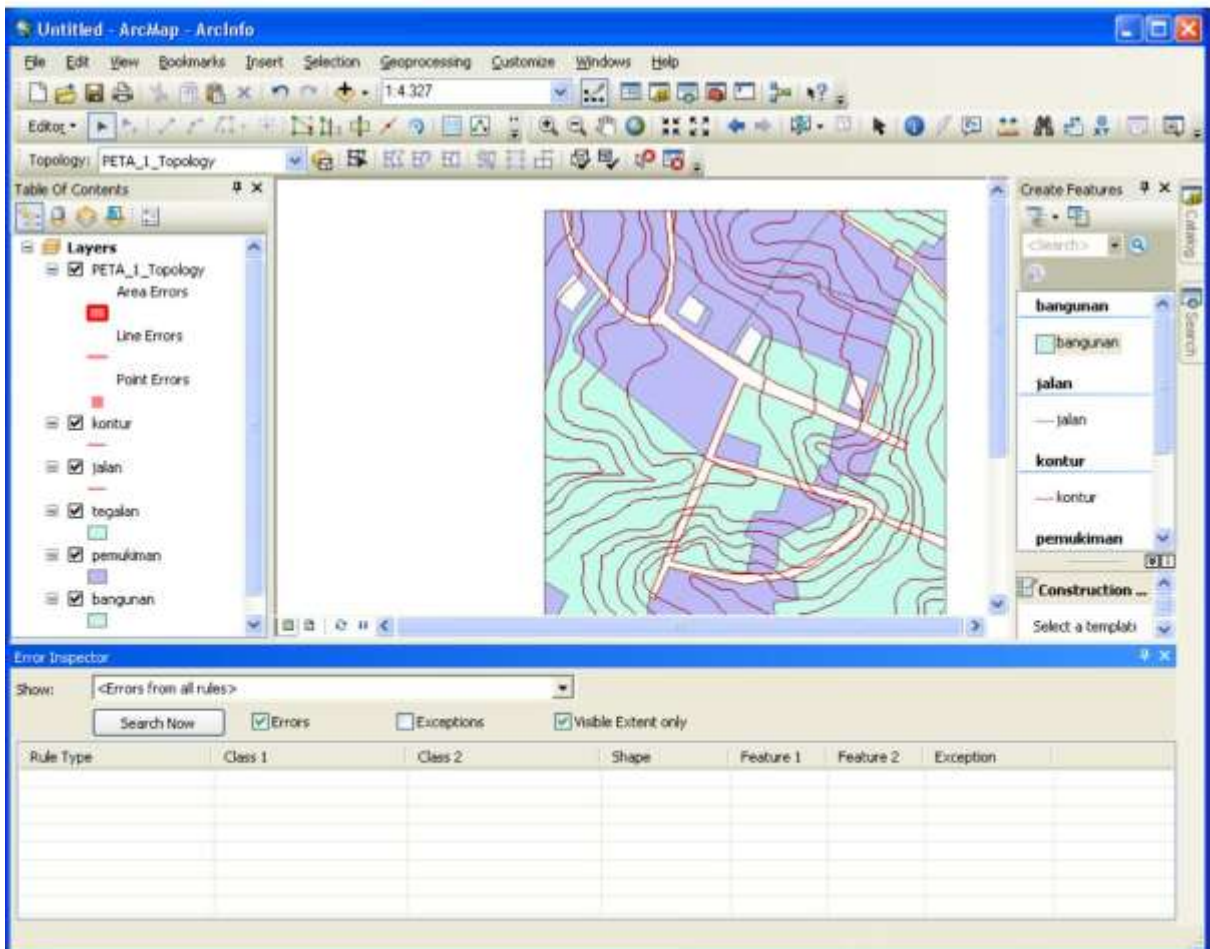 Untitled - ArcMap - ArcInfo
File Edit View Bookmarks Insert Selection Geoprocessing Customize Windows Help
1:4.327
Editor
Topology: PETA_1_Topology
Table Of Contents
Layers
PETA_1_Topology
Area Errors
Line Errors
Point Errors
kontur
jalan
tegalan
pemukiman
bangunan
Create Features
<Search>
bangunan
bangunan
jalan
jalan
kontur
kontur
pemukiman
Construction ...
Select a templat
Catalog
Search
Error Inspector
Show: <Errors from all rules>
Search Now Errors Exceptions Visible Extent only
Rule Type Class 1 Class 2 Shape Feature 1 Feature 2 Exception